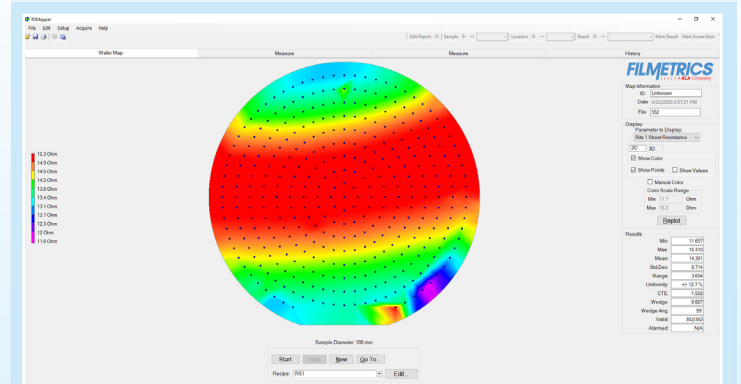 RSMapper
File Edit Setup Acquire Help
Edit Report × Sample + − Location + − Result + − Mark Result Mark Screen Shot
Wafer Map Measure Measure History
FILMETRICS
A KLA Company
Map Information
ID Unknown
Date 4/22/2020 2:07:21 PM
File 352
Display
Parameter to Display:
Site 1 Sheet Resistance
2D 3D
Show Color
Show Points Show Values
Manual Color
Color Scale Range
Min 11.7 Ohm
Max 15.3 Ohm
Replot
15.3 Ohm
14.9 Ohm
14.5 Ohm
14.2 Ohm
13.8 Ohm
13.4 Ohm
13.1 Ohm
12.7 Ohm
12.3 Ohm
12 Ohm
11.6 Ohm
Results
Min: 11.657
Max: 15.310
Mean: 14.391
Std.Dev: 0.714
Range: 3.654
Uniformity: +/- 12.7 %
CTE: -1.550
Wedge: 0.687
Wedge Ang: 99°
Valid: 352/352
Alarmed: N/A
Sample Diameter: 100 mm
Start Stop Now Go To...
Recipe: RS1 Edit...